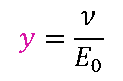 y = ν / E₀